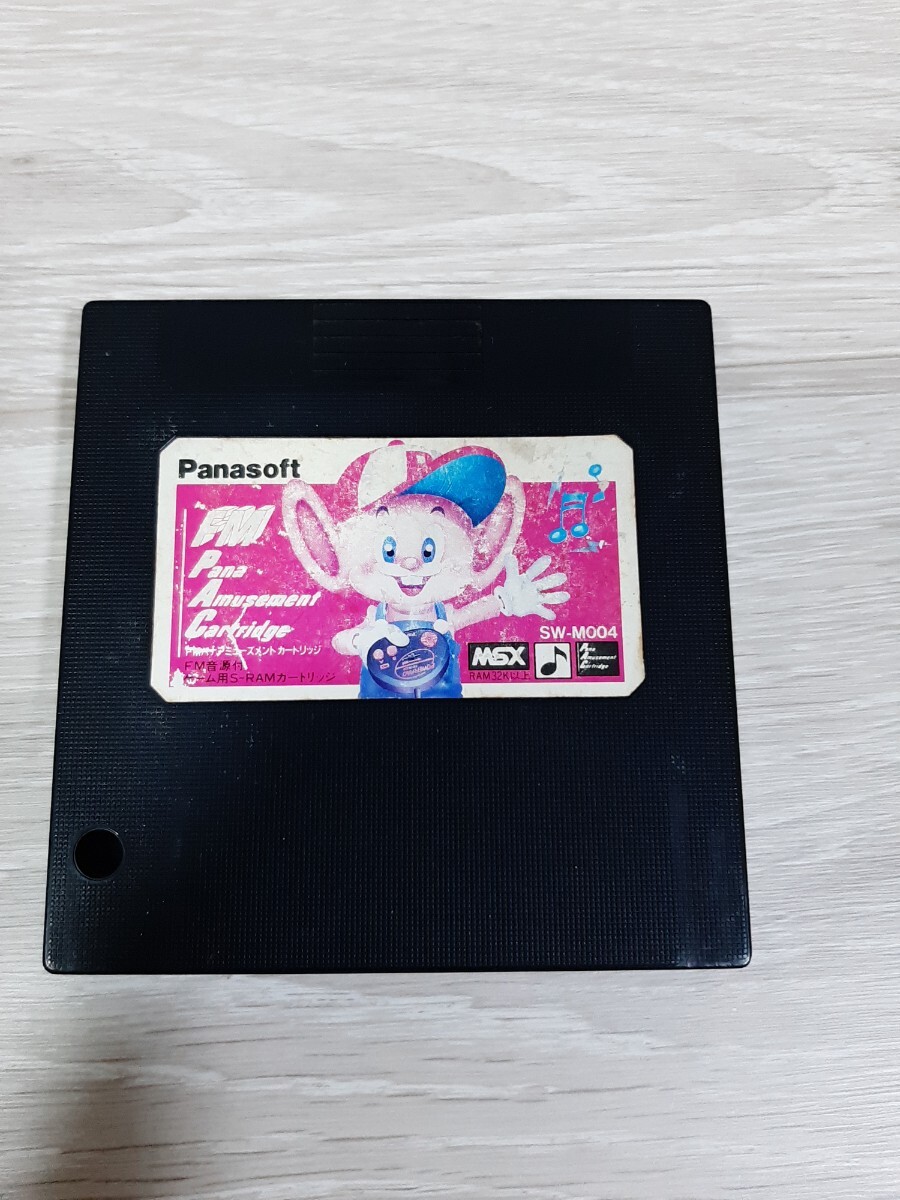 Panasoft
FM
Pana
Amusement
Cartridge
FMパナアミューズメントカートリッジ
FM音源付
ゲーム用S-RAMカートリッジ
SW-M004
MSX
RAM32K以上
Pana
Amusement
Cartridge